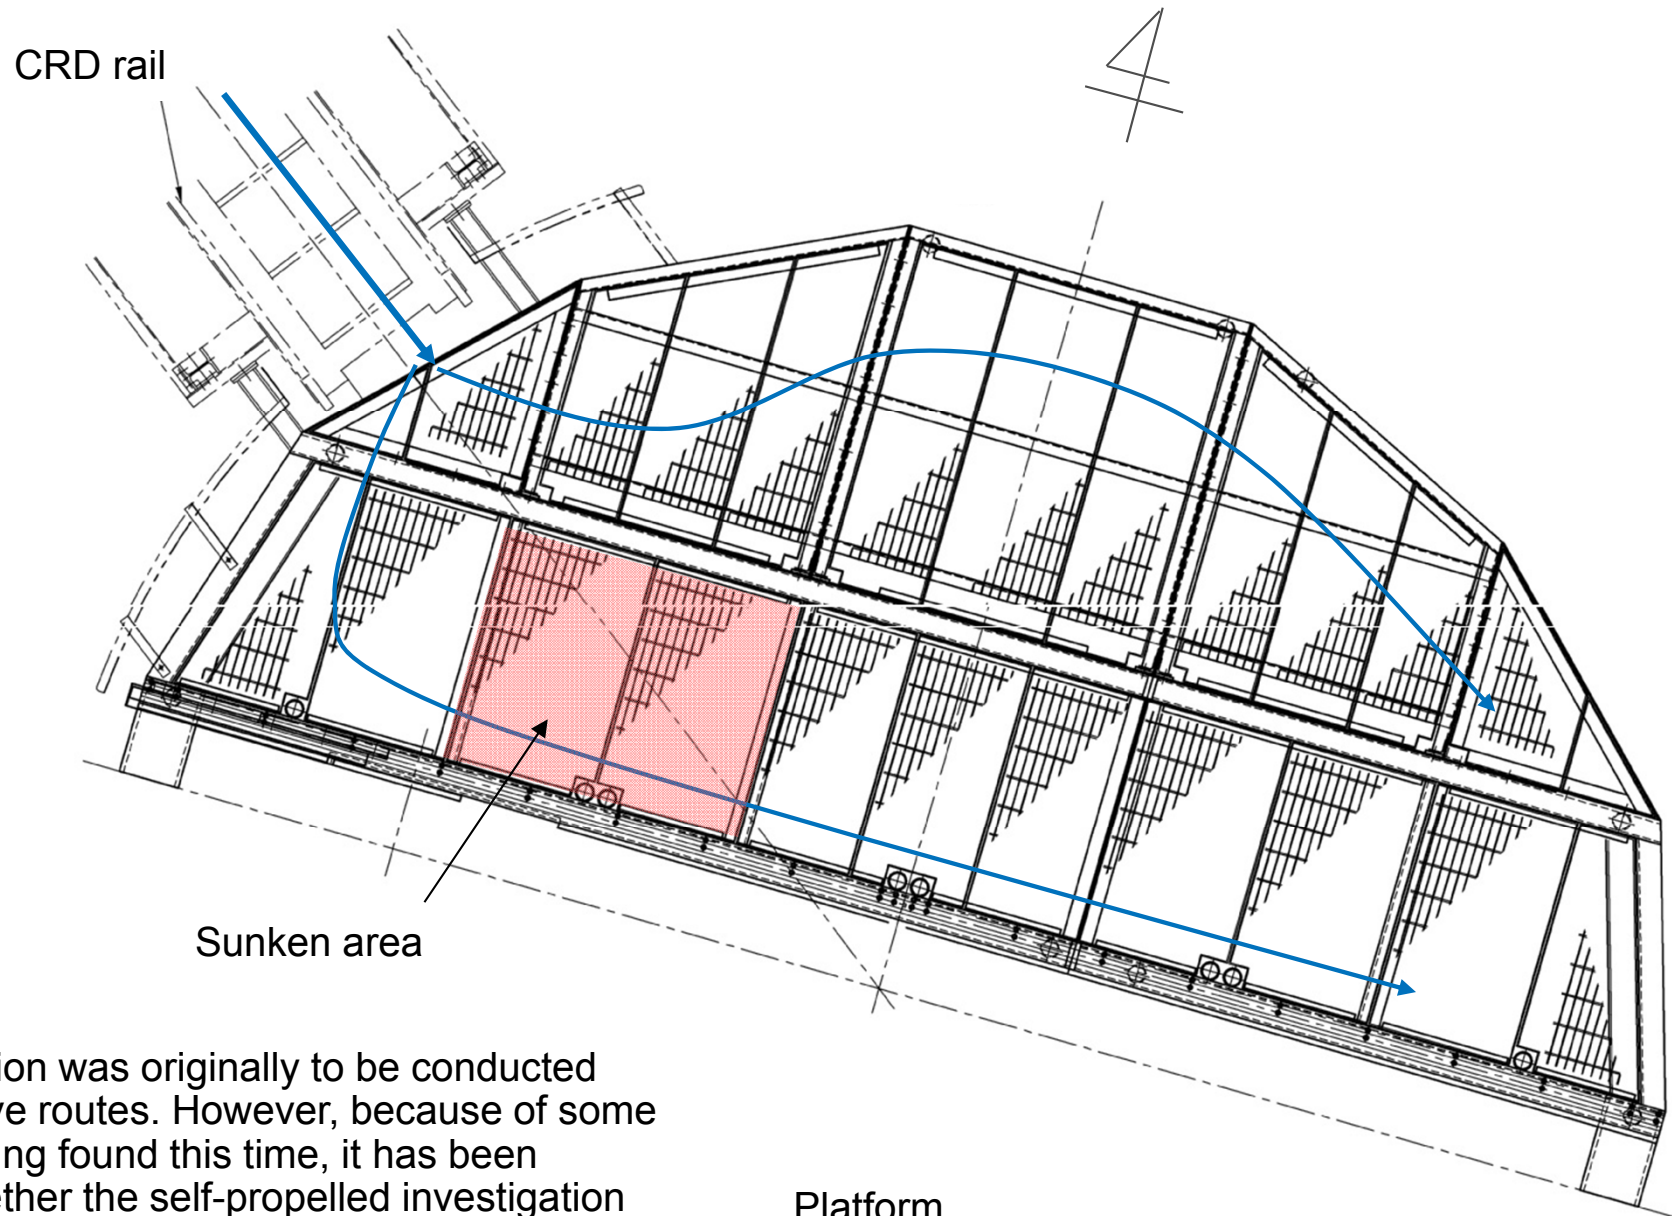 CRD rail
Sunken area
ion was originally to be conducted
ve routes. However, because of some
ng found this time, it has been
ther the self-propelled investigation
Platform